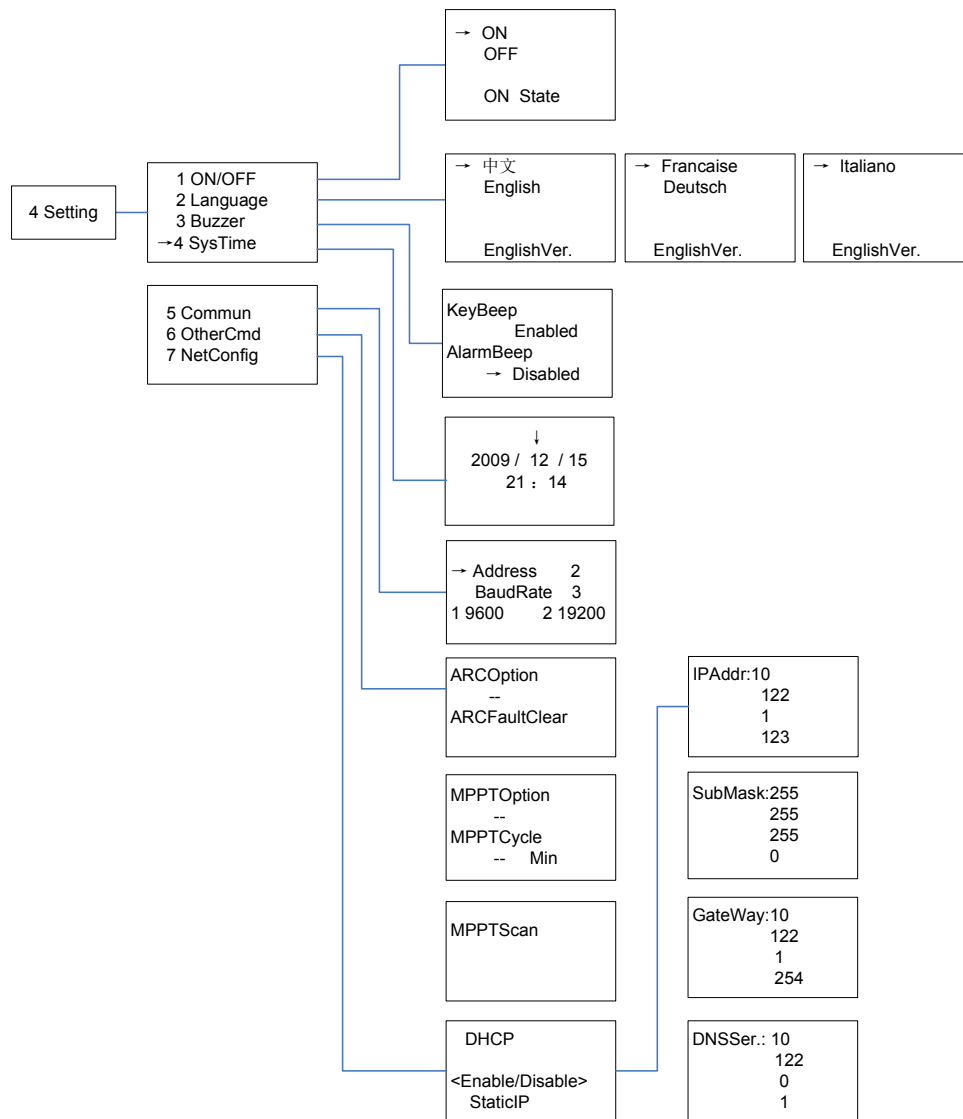 4 Setting
1 ON/OFF
2 Language
3 Buzzer
→4 SysTime
5 Commun
6 OtherCmd
7 NetConfig
→ ON
OFF
ON State
→ 中文
English
EnglishVer.
→ Francaise
Deutsch
EnglishVer.
→ Italiano
EnglishVer.
KeyBeep
Enabled
AlarmBeep
→ Disabled
↓
2009 / 12 / 15
21 : 14
→ Address 2
BaudRate 3
1 9600 2 19200
ARCOption
--
ARCFaultClear
MPPTOption
--
MPPTCycle
-- Min
MPPTScan
DHCP
<Enable/Disable>
StaticIP
IPAddr:10
122
1
123
SubMask:255
255
255
0
GateWay:10
122
1
254
DNSSer.: 10
122
0
1